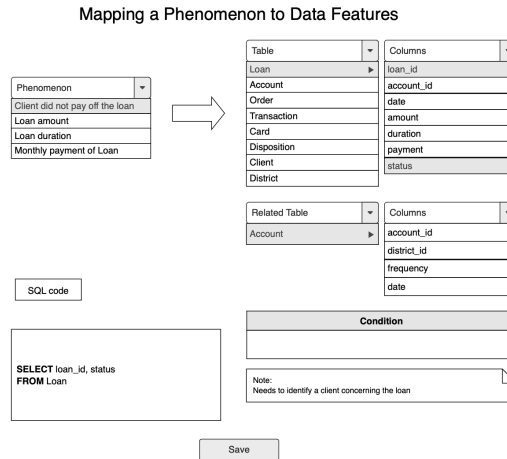 Mapping a Phenomenon to Data Features
Phenomenon
Client did not pay off the loan
Loan amount
Loan duration
Monthly payment of Loan
Table
Loan
Account
Order
Transaction
Card
Disposition
Client
District
Columns
loan_id
account_id
date
amount
duration
payment
status
Related Table
Account
Columns
account_id
district_id
frequency
date
SQL code
SELECT loan_id, status
FROM Loan
Condition
Note:
Needs to identify a client concerning the loan
Save